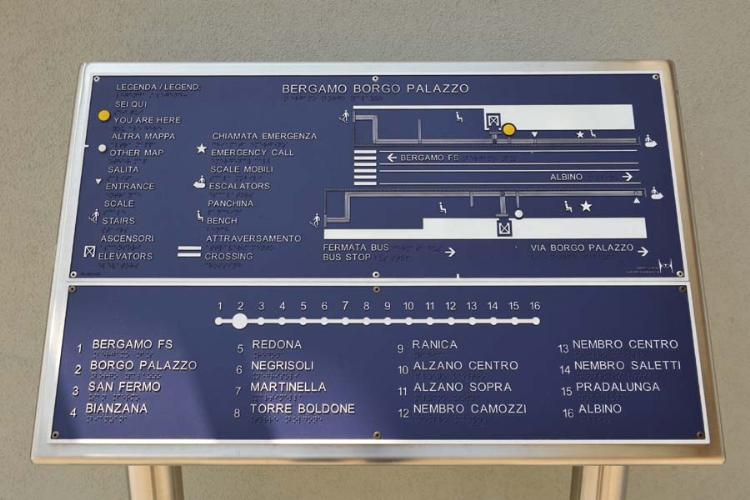 BERGAMO BORGO PALAZZO
LEGENDA / LEGEND:
SEI QUI
YOU ARE HERE
ALTRA MAPPA
OTHER MAP
SALITA
ENTRANCE
SCALE
STAIRS
ASCENSORI
ELEVATORS
CHIAMATA EMERGENZA
EMERGENCY CALL
SCALE MOBILI
ESCALATORS
PANCHINA
BENCH
ATTRAVERSAMENTO
CROSSING
← BERGAMO FS
ALBINO →
FERMATA BUS
BUS STOP →
VIA BORGO PALAZZO →
1 2 3 4 5 6 7 8 9 10 11 12 13 14 15 16
1 BERGAMO FS
2 BORGO PALAZZO
3 SAN FERMO
4 BIANZANA
5 REDONA
6 NEGRISOLI
7 MARTINELLA
8 TORRE BOLDONE
9 RANICA
10 ALZANO CENTRO
11 ALZANO SOPRA
12 NEMBRO CAMOZZI
13 NEMBRO CENTRO
14 NEMBRO SALETTI
15 PRADALUNGA
16 ALBINO